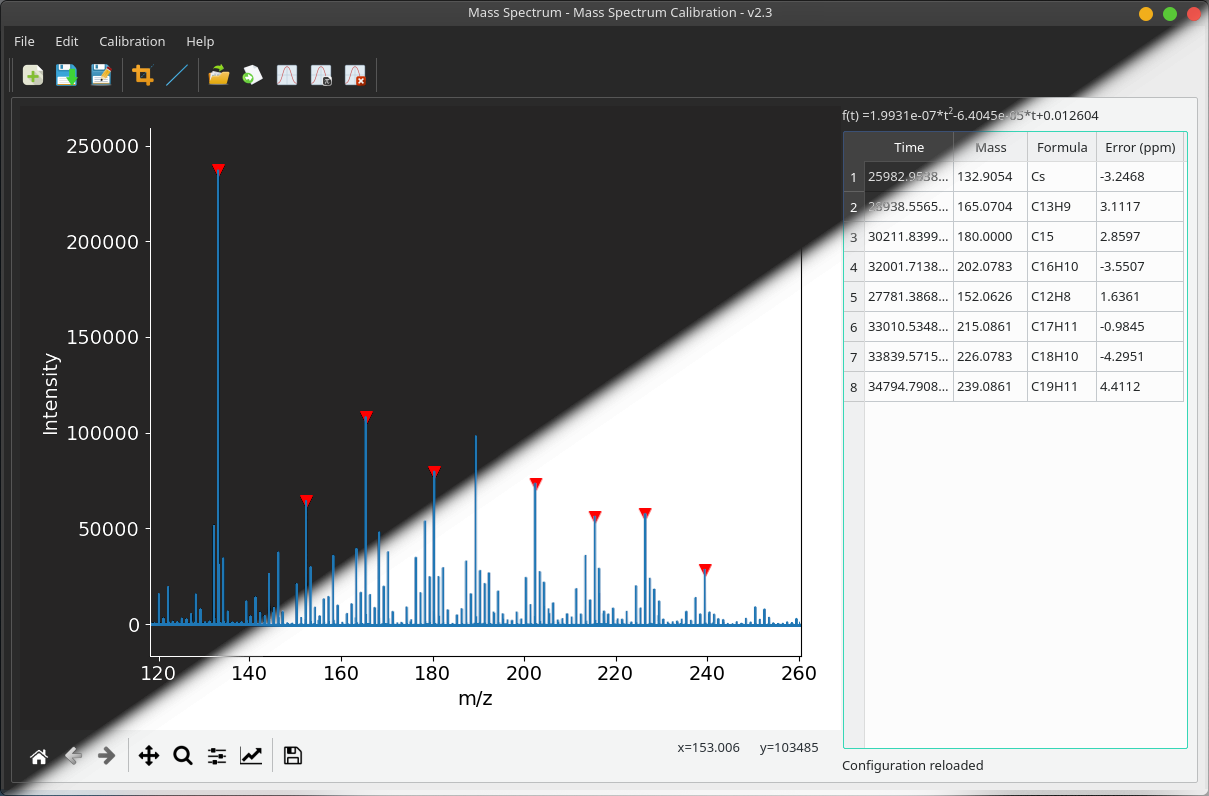 Mass Spectrum - Mass Spectrum Calibration - v2.3
File Edit Calibration Help
f(t) =1.9931e-07*t²-6.4045e-05*t+0.012604
Time Mass Formula Error (ppm)
1 25982.9538... 132.9054 Cs -3.2468
2 28938.5565... 165.0704 C13H9 3.1117
3 30211.8399... 180.0000 C15 2.8597
4 32001.7138... 202.0783 C16H10 -3.5507
5 27781.3868... 152.0626 C12H8 1.6361
6 33010.5348... 215.0861 C17H11 -0.9845
7 33839.5715... 226.0783 C18H10 -4.2951
8 34794.7908... 239.0861 C19H11 4.4112
250000
200000
150000
100000
50000
0
Intensity
120 140 160 180 200 220 240 260
m/z
x=153.006 y=103485
Configuration reloaded